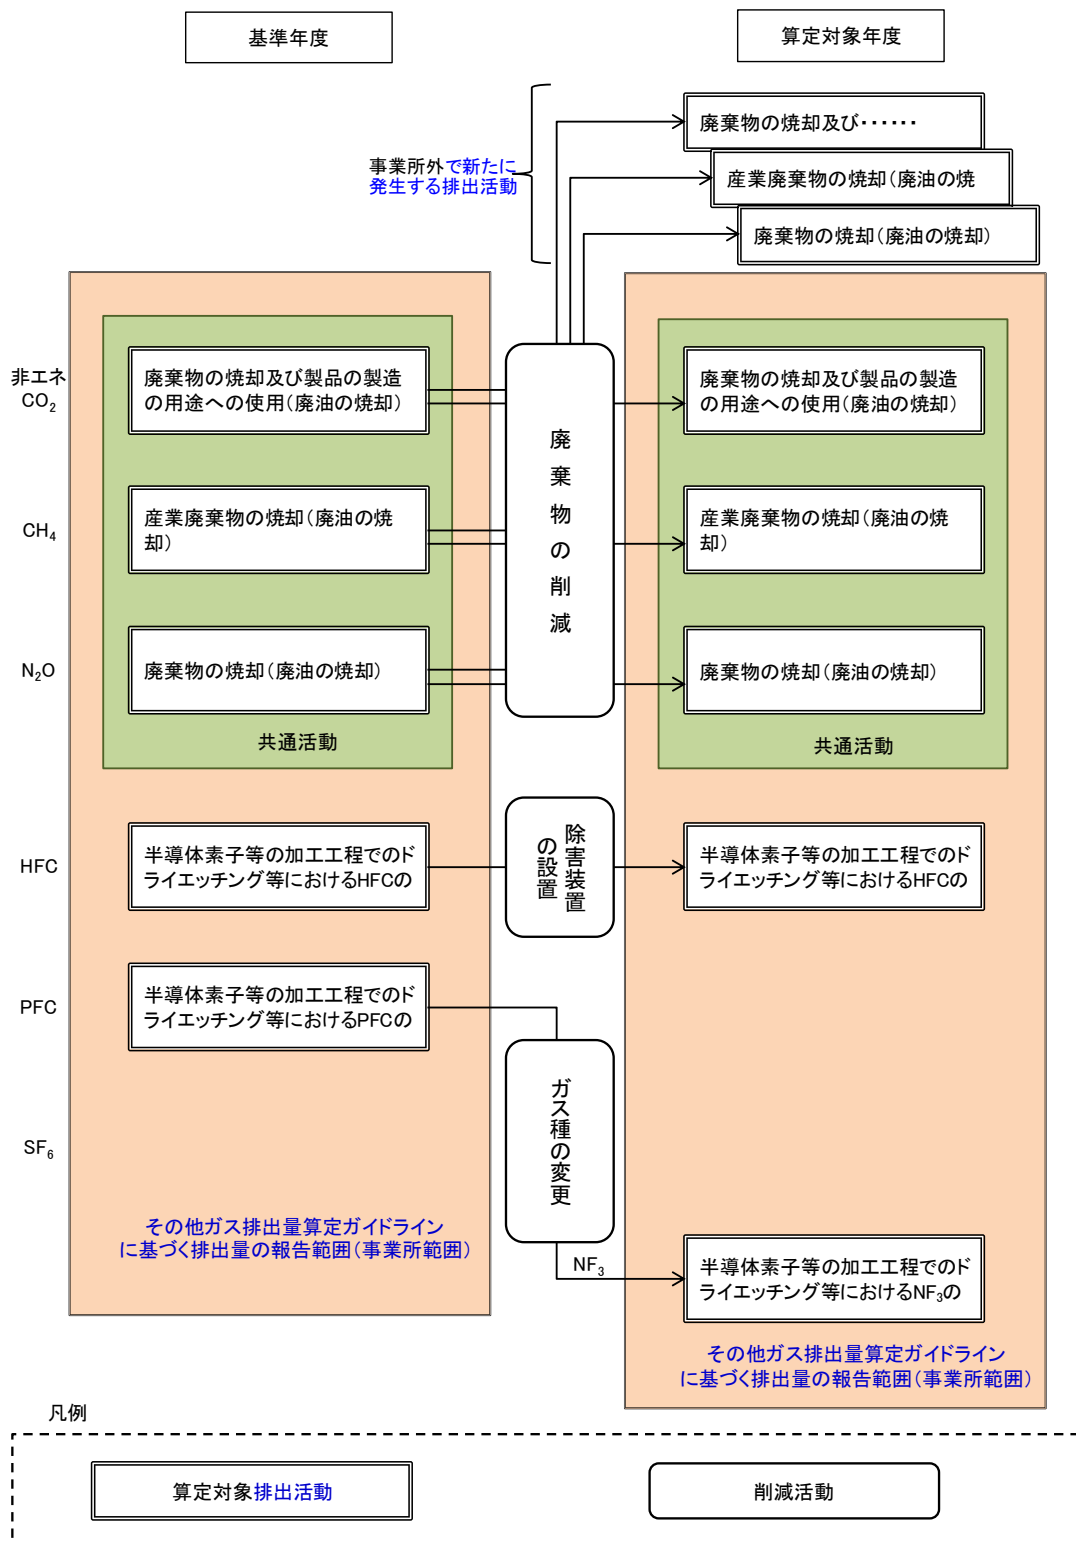 基準年度
算定対象年度
廃棄物の焼却及び・・・・・・
事業所外で新たに
発生する排出活動
産業廃棄物の焼却（廃油の焼
廃棄物の焼却（廃油の焼却）
非エネ
CO₂
廃棄物の焼却及び製品の製造
の用途への使用（廃油の焼却）
廃棄物の焼却及び製品の製造
の用途への使用（廃油の焼却）
廃棄物の削減
CH₄
産業廃棄物の焼却（廃油の焼
却）
産業廃棄物の焼却（廃油の焼
却）
N₂O
廃棄物の焼却（廃油の焼却）
廃棄物の焼却（廃油の焼却）
共通活動
共通活動
HFC
半導体素子等の加工工程でのド
ライエッチング等におけるHFCの
除害装置
の設置
半導体素子等の加工工程でのド
ライエッチング等におけるHFCの
PFC
半導体素子等の加工工程でのド
ライエッチング等におけるPFCの
ガス種の変更
SF₆
その他ガス排出量算定ガイドライン
に基づく排出量の報告範囲（事業所範囲）
NF₃
半導体素子等の加工工程でのド
ライエッチング等におけるNF₃の
その他ガス排出量算定ガイドライン
に基づく排出量の報告範囲（事業所範囲）
凡例
算定対象排出活動
削減活動